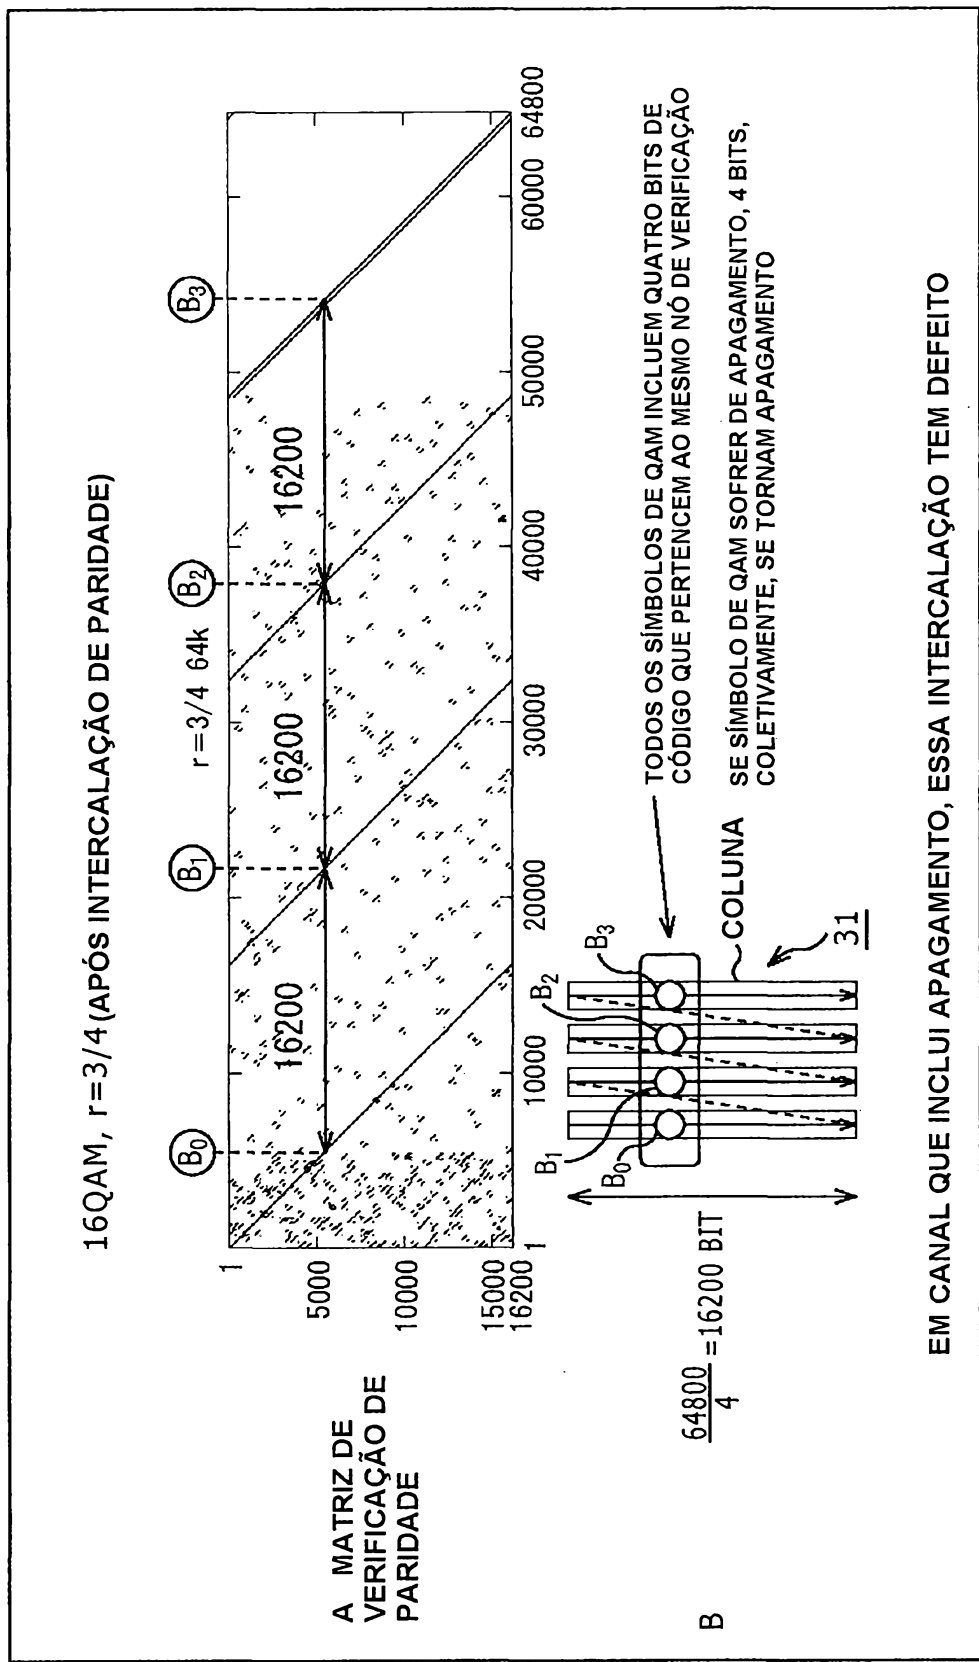 16QAM, r=3/4 (APÓS INTERCALAÇÃO DE PARIDADE)
r=3/4 64k
B0
B1
B2
B3
A MATRIZ DE
VERIFICAÇÃO DE
PARIDADE
1
5000
10000
15000
16200
16200
16200
16200
1
10000
20000
30000
40000
50000
60000
64800
B
64800
4
=16200 BIT
B0
B1
B2
B3
COLUNA
31
TODOS OS SÍMBOLOS DE QAM INCLUEM QUATRO BITS DE
CÓDIGO QUE PERTENCEM AO MESMO NÓ DE VERIFICAÇÃO
SE SÍMBOLO DE QAM SOFRER DE APAGAMENTO, 4 BITS,
COLETIVAMENTE, SE TORNAM APAGAMENTO
EM CANAL QUE INCLUI APAGAMENTO, ESSA INTERCALAÇÃO TEM DEFEITO